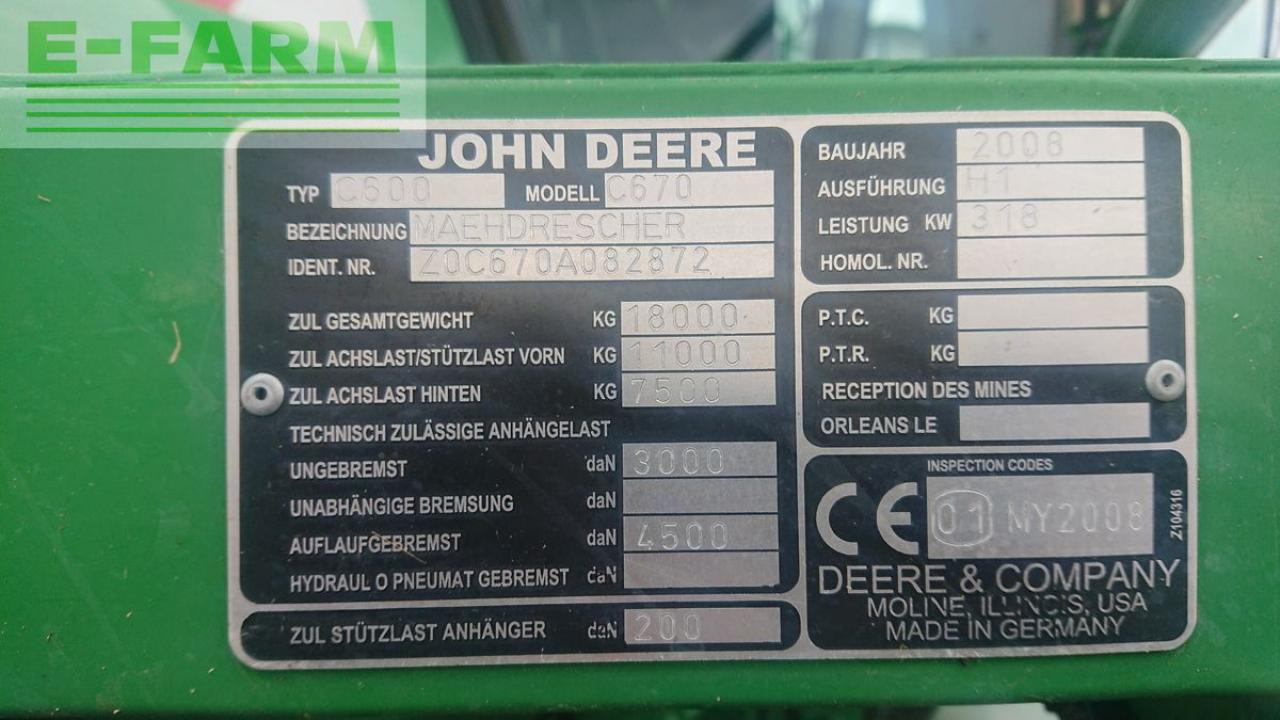 E-FARM
JOHN DEERE
TYP C600 MODELL C670
BEZEICHNUNG MAEHDRESCHER
IDENT. NR. Z0C670A082872
ZUL GESAMTGEWICHT KG 18000
ZUL ACHSLAST/STÜTZLAST VORN KG 11000
ZUL ACHSLAST HINTEN KG 7500
TECHNISCH ZULÄSSIGE ANHÄNGELAST
UNGEBREMST daN 3000
UNABHÄNGIGE BREMSUNG daN
AUFLAUFGEBREMST daN 4500
HYDRAUL O PNEUMAT GEBREMST daN
ZUL STÜTZLAST ANHÄNGER daN 200
BAUJAHR 2008
AUSFÜHRUNG H1
LEISTUNG KW 318
HOMOL. NR.
P.T.C. KG
P.T.R. KG
RECEPTION DES MINES
ORLEANS LE
INSPECTION CODES
CE 01 MY2008
Z104316
DEERE & COMPANY
MOLINE, ILLINOIS, USA
MADE IN GERMANY